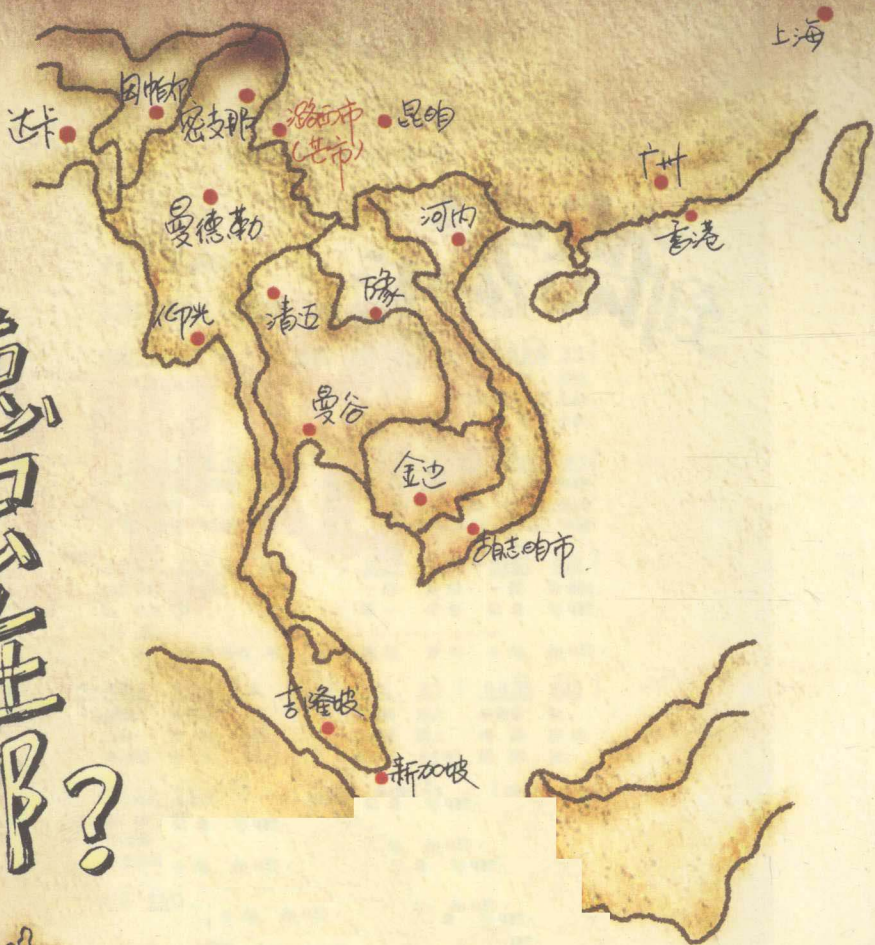 上海
因帕尔
达卡
密支那
潞西市
(芒市)
昆明
广州
曼德勒
河内
香港
清迈
万象
仰光
曼谷
金边
胡志明市
吉隆坡
新加坡
?